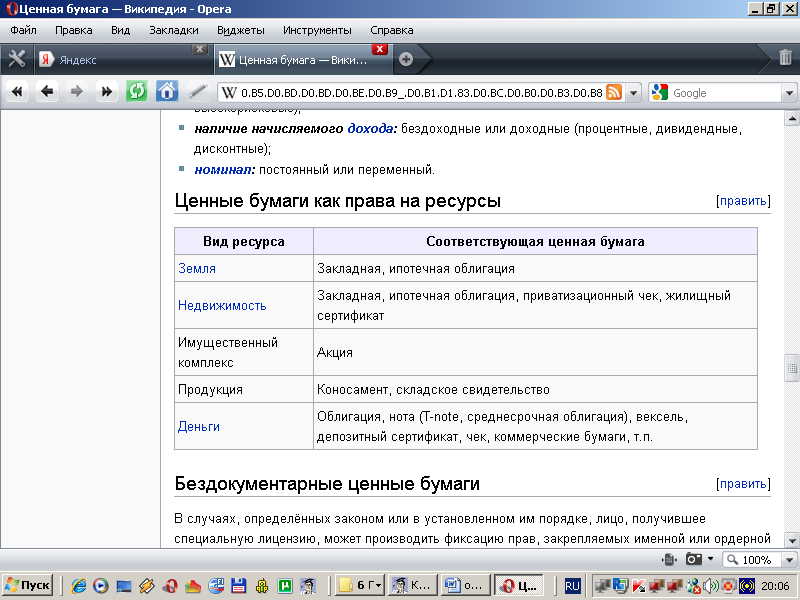 Ценная бумага — Википедия - Opera
Файл Правка Вид Закладки Виджеты Инструменты Справка
Яндекс
W Ценная бумага — Вики...
W 0.B5.D0.BD.D0.BD.D0.BE.D0.B9_.D0.B1.D1.83.D0.BC.D0.B0.D0.B3.D0.B8
Google
наличие начисляемого дохода: бездоходные или доходные (процентные, дивидендные,
дисконтные);
номинал: постоянный или переменный.
Ценные бумаги как права на ресурсы [править]
Вид ресурса Соответствующая ценная бумага
Земля Закладная, ипотечная облигация
Недвижимость Закладная, ипотечная облигация, приватизационный чек, жилищный
сертификат
Имущественный
комплекс
Акция
Продукция Коносамент, складское свидетельство
Деньги Облигация, нота (T-note, среднесрочная облигация), вексель,
депозитный сертификат, чек, коммерческие бумаги, т.п.
Бездокументарные ценные бумаги [править]
В случаях, определённых законом или в установленном им порядке, лицо, получившее
специальную лицензию, может производить фиксацию прав, закрепляемых именной или ордерной
100%
Пуск 6 Г К... о... Ц... RU 20:06